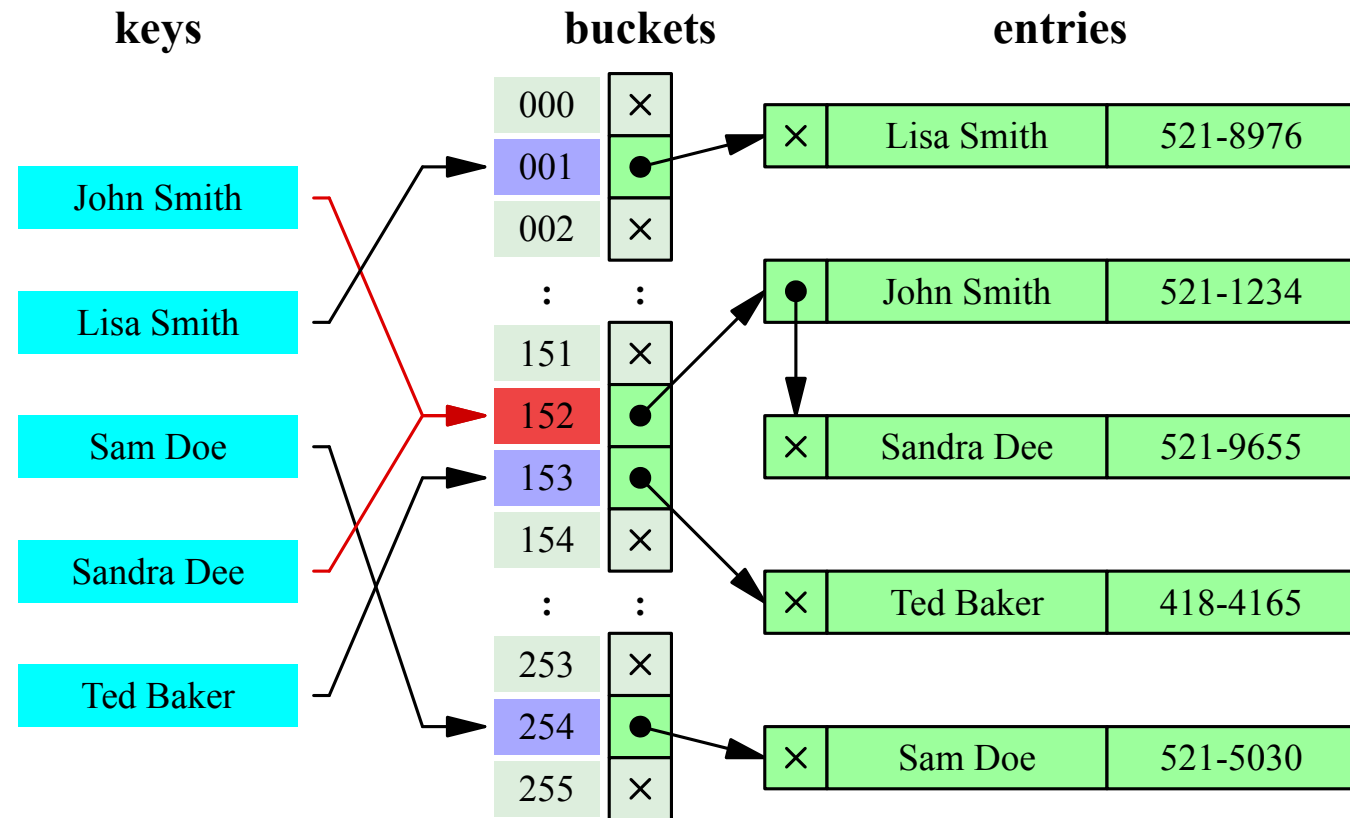 keys
buckets
entries
John Smith
Lisa Smith
Sam Doe
Sandra Dee
Ted Baker
000
001
002
:
:
151
152
153
154
:
:
253
254
255
Lisa Smith 521-8976
John Smith 521-1234
Sandra Dee 521-9655
Ted Baker 418-4165
Sam Doe 521-5030